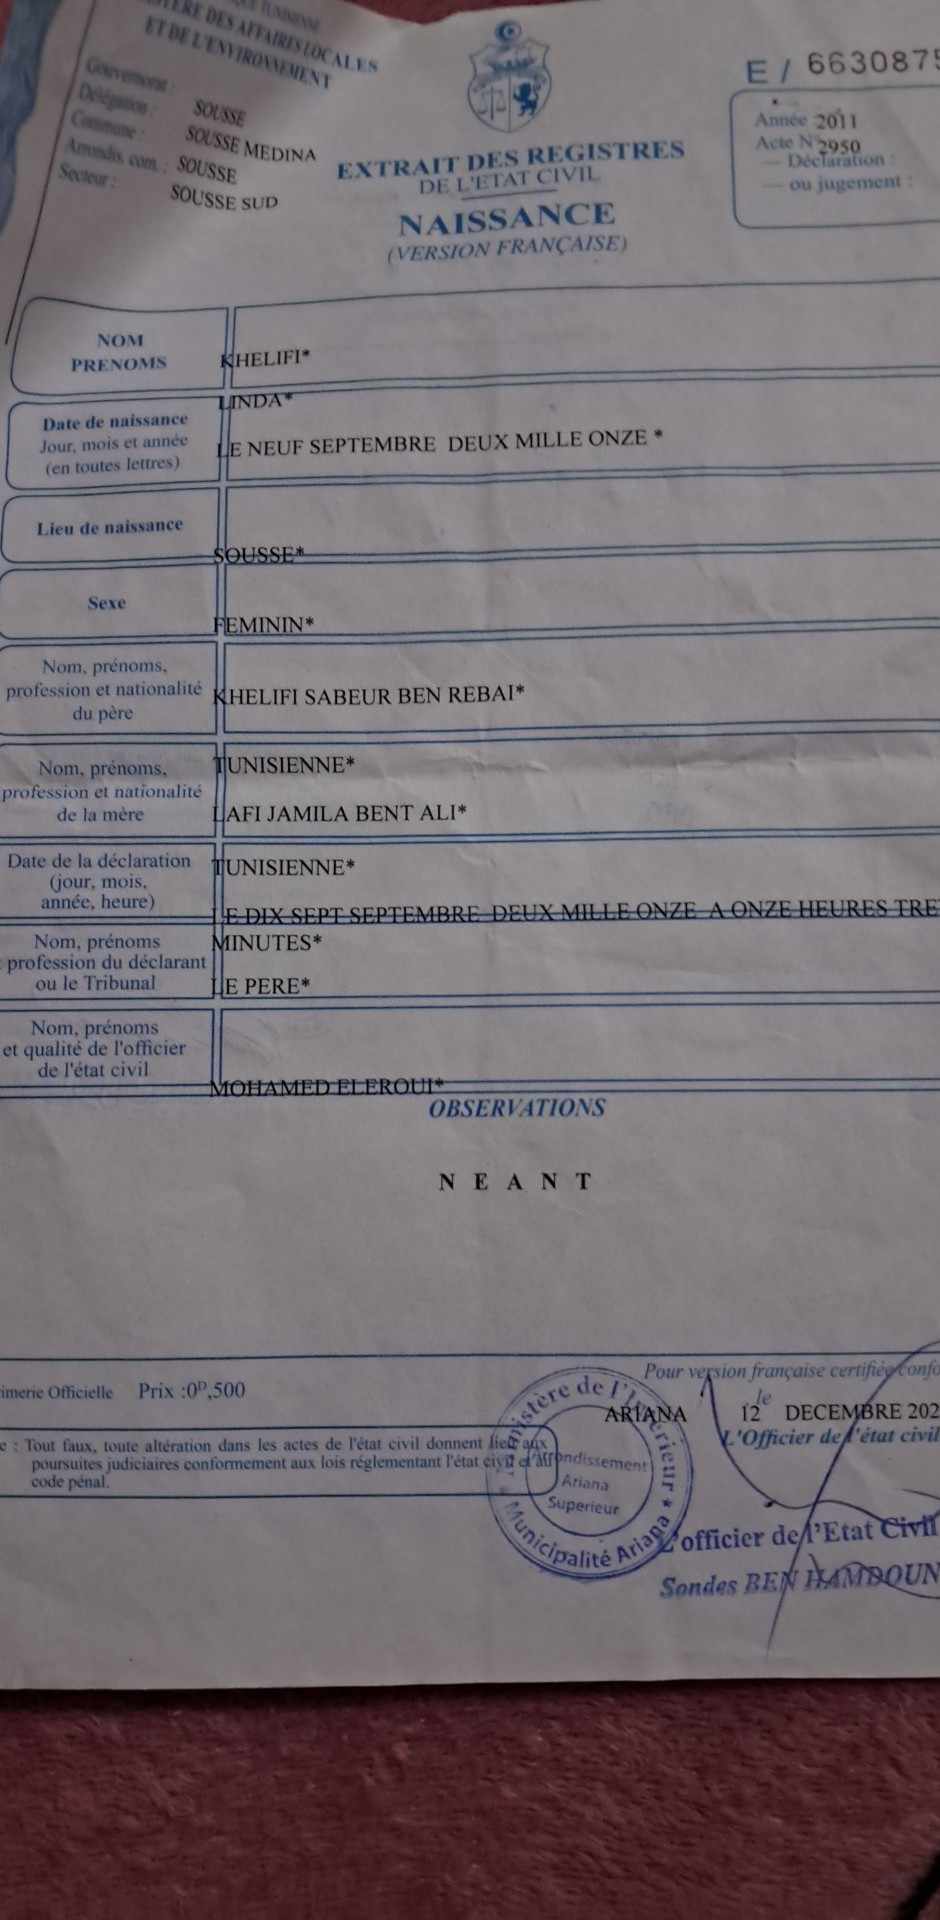 TUNISIENNE
DES AFFAIRES LOCALES
ET DE L'ENVIRONNEMENT
Gouvernorat : SOUSSE
Délégation : SOUSSE MEDINA
Commune : SOUSSE
Arrondis. com. : SOUSSE SUD
Secteur :
EXTRAIT DES REGISTRES
DE L'ETAT CIVIL
NAISSANCE
(VERSION FRANÇAISE)
E / 663087
Année 2011
Acte N° 2950
— Déclaration :
— ou jugement :
NOM
PRENOMS
KHELIFI*
LINDA*
Date de naissance
Jour, mois et année
(en toutes lettres)
LE NEUF SEPTEMBRE DEUX MILLE ONZE *
Lieu de naissance
SOUSSE*
Sexe
FEMININ*
Nom, prénoms,
profession et nationalité
du père
KHELIFI SABEUR BEN REBAI*
TUNISIENNE*
Nom, prénoms,
profession et nationalité
de la mère
LAFI JAMILA BENT ALI*
TUNISIENNE*
Date de la déclaration
(jour, mois,
année, heure)
LE DIX SEPT SEPTEMBRE DEUX MILLE ONZE A ONZE HEURES TRE
MINUTES*
Nom, prénoms
profession du déclarant
ou le Tribunal
LE PERE*
Nom, prénoms
et qualité de l'officier
de l'état civil
MOHAMED ELEROUI*
OBSERVATIONS
N E A N T
imerie Officielle Prix :0ᴰ,500
e : Tout faux, toute altération dans les actes de l'état civil donnent lieu aux
poursuites judiciaires conformement aux lois réglementant l'état civil et
code pénal.
Pour version française certifiée confo
le
ARIANA 12 DECEMBRE 202
L'Officier de l'état civil
Ministère de l'Interieur
Municipalité Ariana
Arrondissement
Ariana
Superieur
L'officier de l'Etat Civil
Sondes BEN HAMDOUN